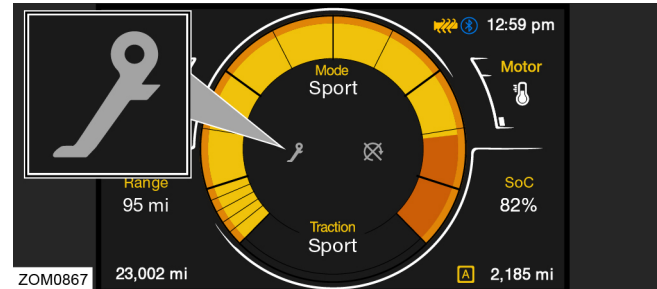 12:59 pm
Mode
Sport
Motor
Range
95 mi
SoC
82%
Traction
Sport
ZOM0867
23,002 mi
A 2,185 mi